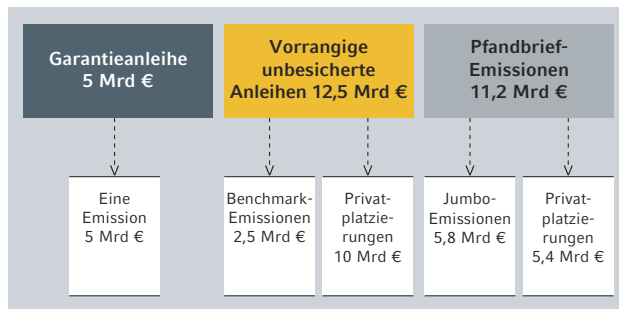 Garantieanleihe
5 Mrd €
Vorrangige
unbesicherte
Anleihen 12,5 Mrd €
Pfandbrief-
Emissionen
11,2 Mrd €
Eine
Emission
5 Mrd €
Benchmark-
Emissionen
2,5 Mrd €
Privat-
platzie-
rungen
10 Mrd €
Jumbo-
Emissionen
5,8 Mrd €
Privat-
platzie-
rungen
5,4 Mrd €